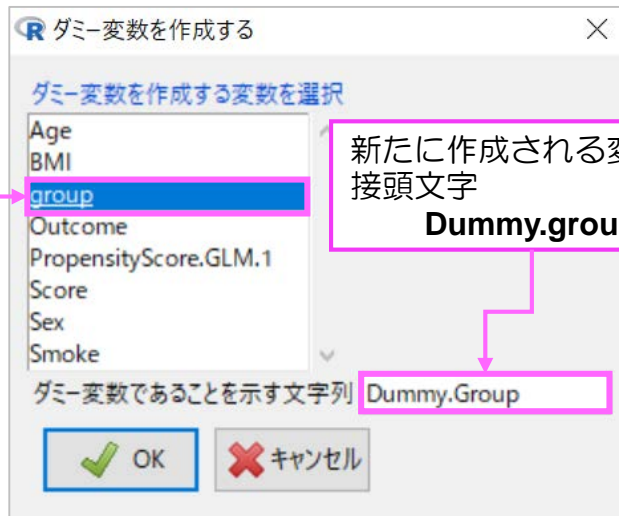 ダミー変数を作成する
ダミー変数を作成する変数を選択
Age
BMI
group
Outcome
PropensityScore.GLM.1
Score
Sex
Smoke
新たに作成される変
接頭文字
Dummy.grou
ダミー変数であることを示す文字列 Dummy.Group
OK キャンセル